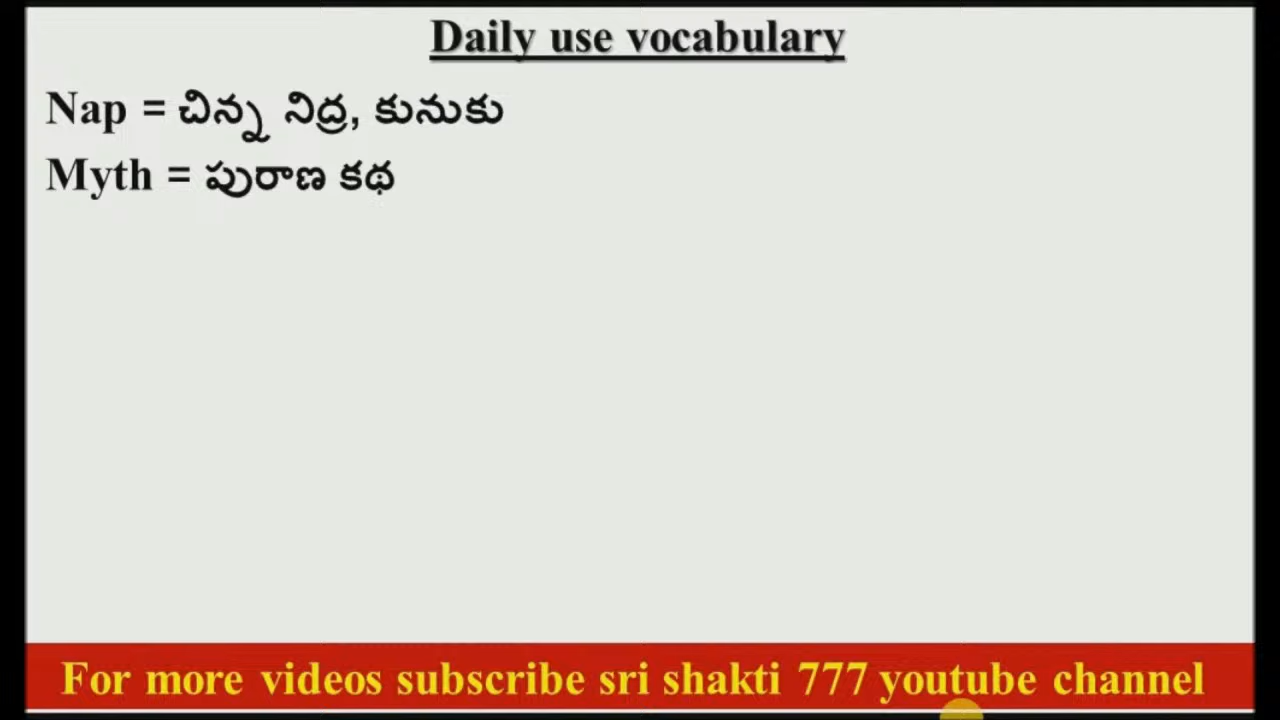 Daily use vocabulary
Nap = చిన్న నిద్ర, కునుకు
Myth = పురాణ కథ
For more videos subscribe sri shakti 777 youtube channel